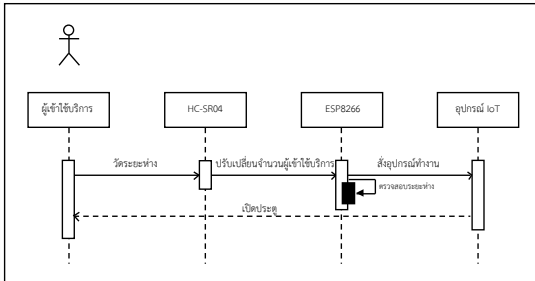 ผู้เข้าใช้บริการ
HC-SR04
ESP8266
อุปกรณ์ IoT
วัดระยะห่าง
ปรับเปลี่ยนจำนวนผู้เข้าใช้บริการ
สั่งอุปกรณ์ทำงาน
ตรวจสอบระยะห่าง
เปิดประตู